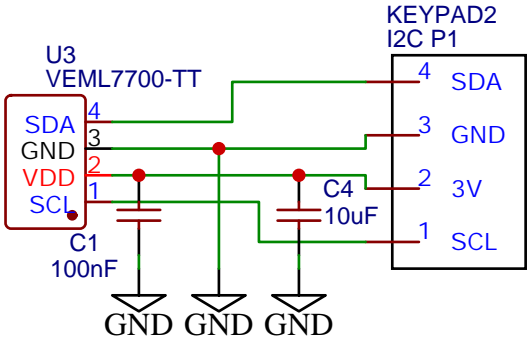 KEYPAD2
I2C P1
U3
VEML7700-TT
4 SDA
SDA 4
GND 3
3 GND
VDD 2
2 3V
SCL 1
C4
10uF
C1
100nF
1 SCL
GND GND GND